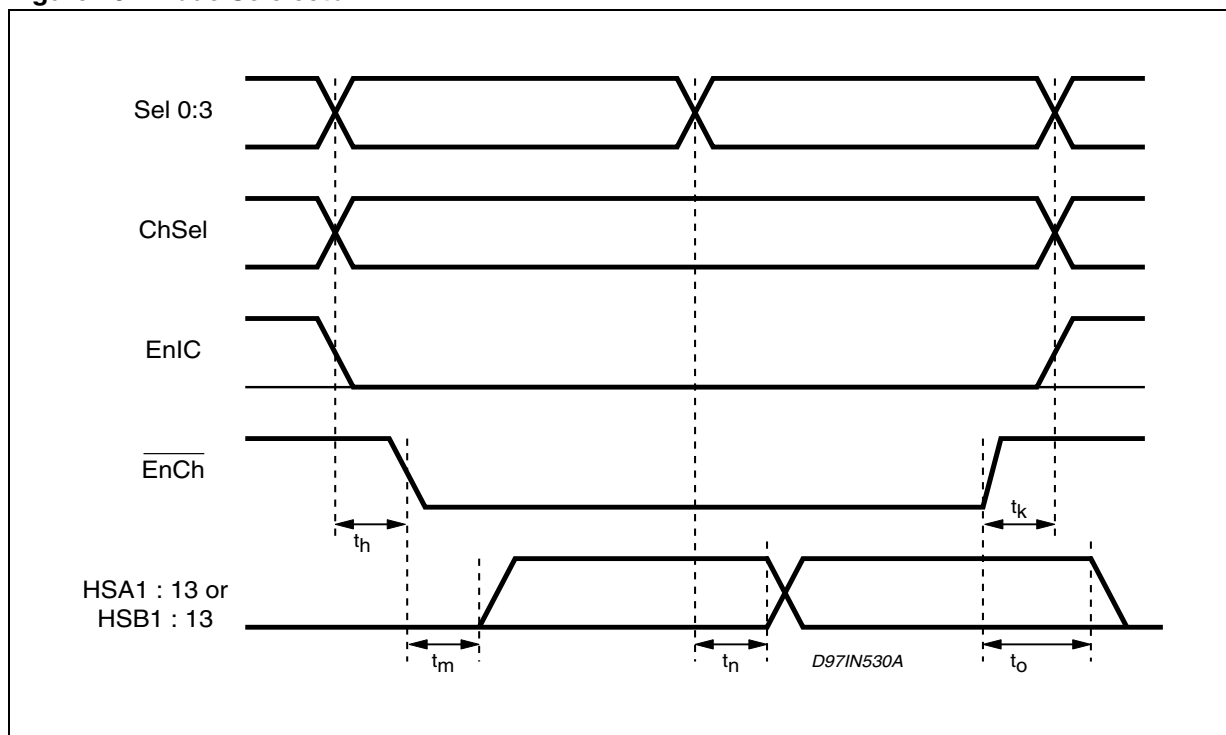 Sel 0:3
ChSel
EnIC
EnCh
th
tk
HSA1 : 13 or
HSB1 : 13
tm
tn
D97IN530A
to